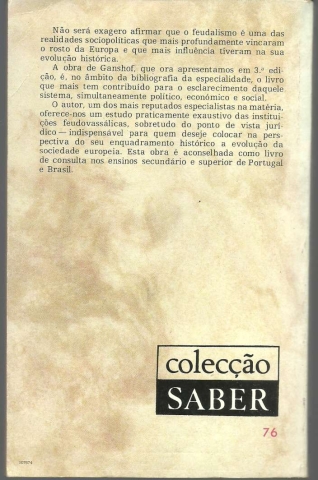 Não será exagero afirmar que o feudalismo é uma das
realidades sociopolíticas que mais profundamente vincaram
o rosto da Europa e que mais influência tiveram na sua
evolução histórica.
A obra de Ganshof, que ora apresentamos em 3.ª edi-
ção, é, no âmbito da bibliografia da especialidade, o livro
que mais tem contribuído para o esclarecimento daquele
sistema, simultaneamente político, económico e social.
O autor, um dos mais reputados especialistas na matéria,
oferece-nos um estudo praticamente exaustivo das institui-
ções feudovassálicas, sobretudo do ponto de vista jurí-
dico — indispensável para quem deseje colocar na pers-
pectiva do seu enquadramento histórico a evolução da
sociedade europeia. Esta obra é aconselhada como livro
de consulta nos ensinos secundário e superior de Portugal
e Brasil.
colecção
SABER
76